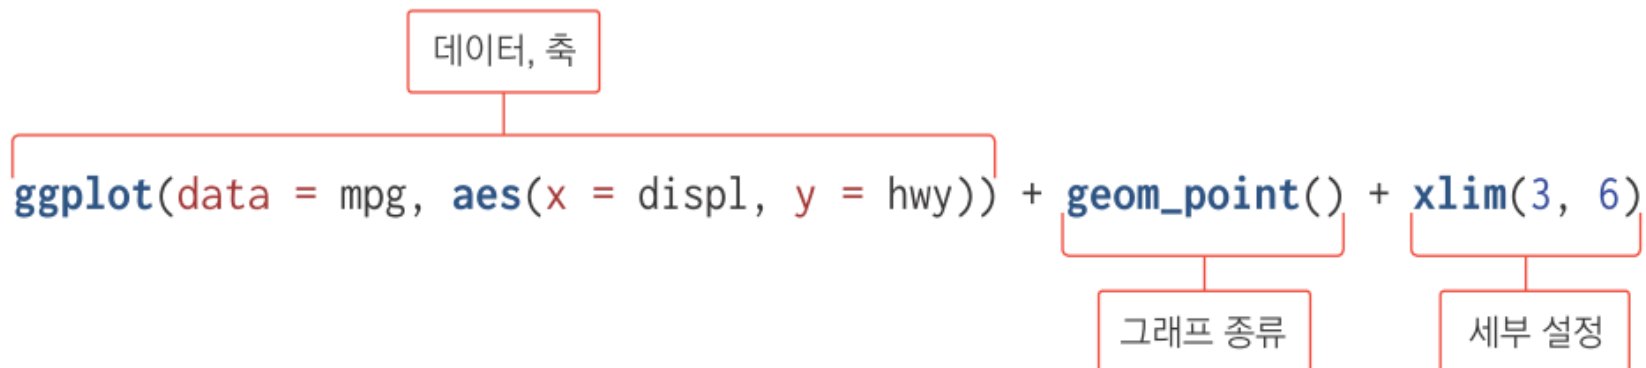 데이터, 축
ggplot(data = mpg, aes(x = displ, y = hwy)) + geom_point() + xlim(3, 6)
그래프 종류
세부 설정